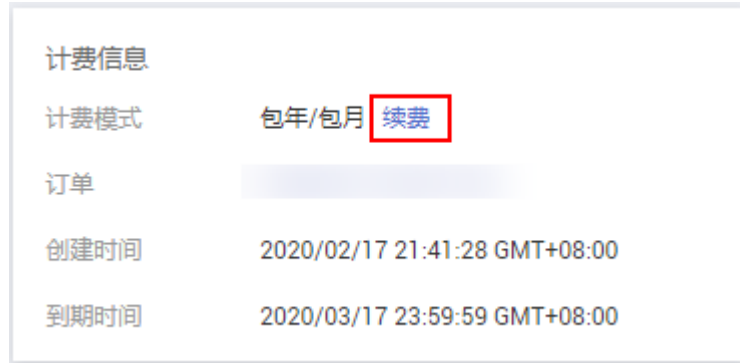 计费信息
计费模式 包年/包月 续费
订单
创建时间 2020/02/17 21:41:28 GMT+08:00
到期时间 2020/03/17 23:59:59 GMT+08:00